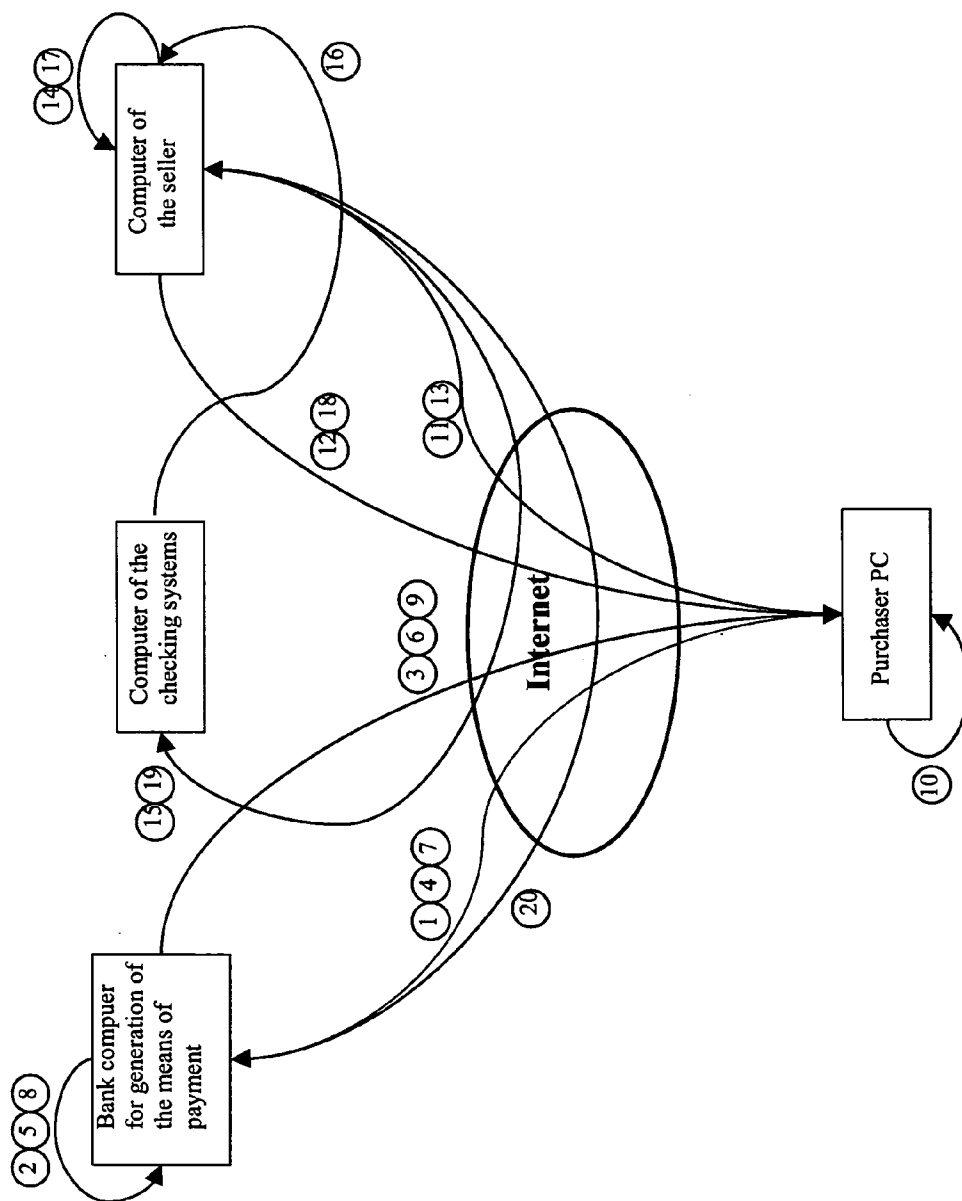 2 5 8
Bank compuer
for generation of
the means of
payment
15 19
Computer of the
checking systems
14 17
Computer of
the seller
16
1 4 7
3 6 9
12 18
11 13
20
Internet
10
Purchaser PC